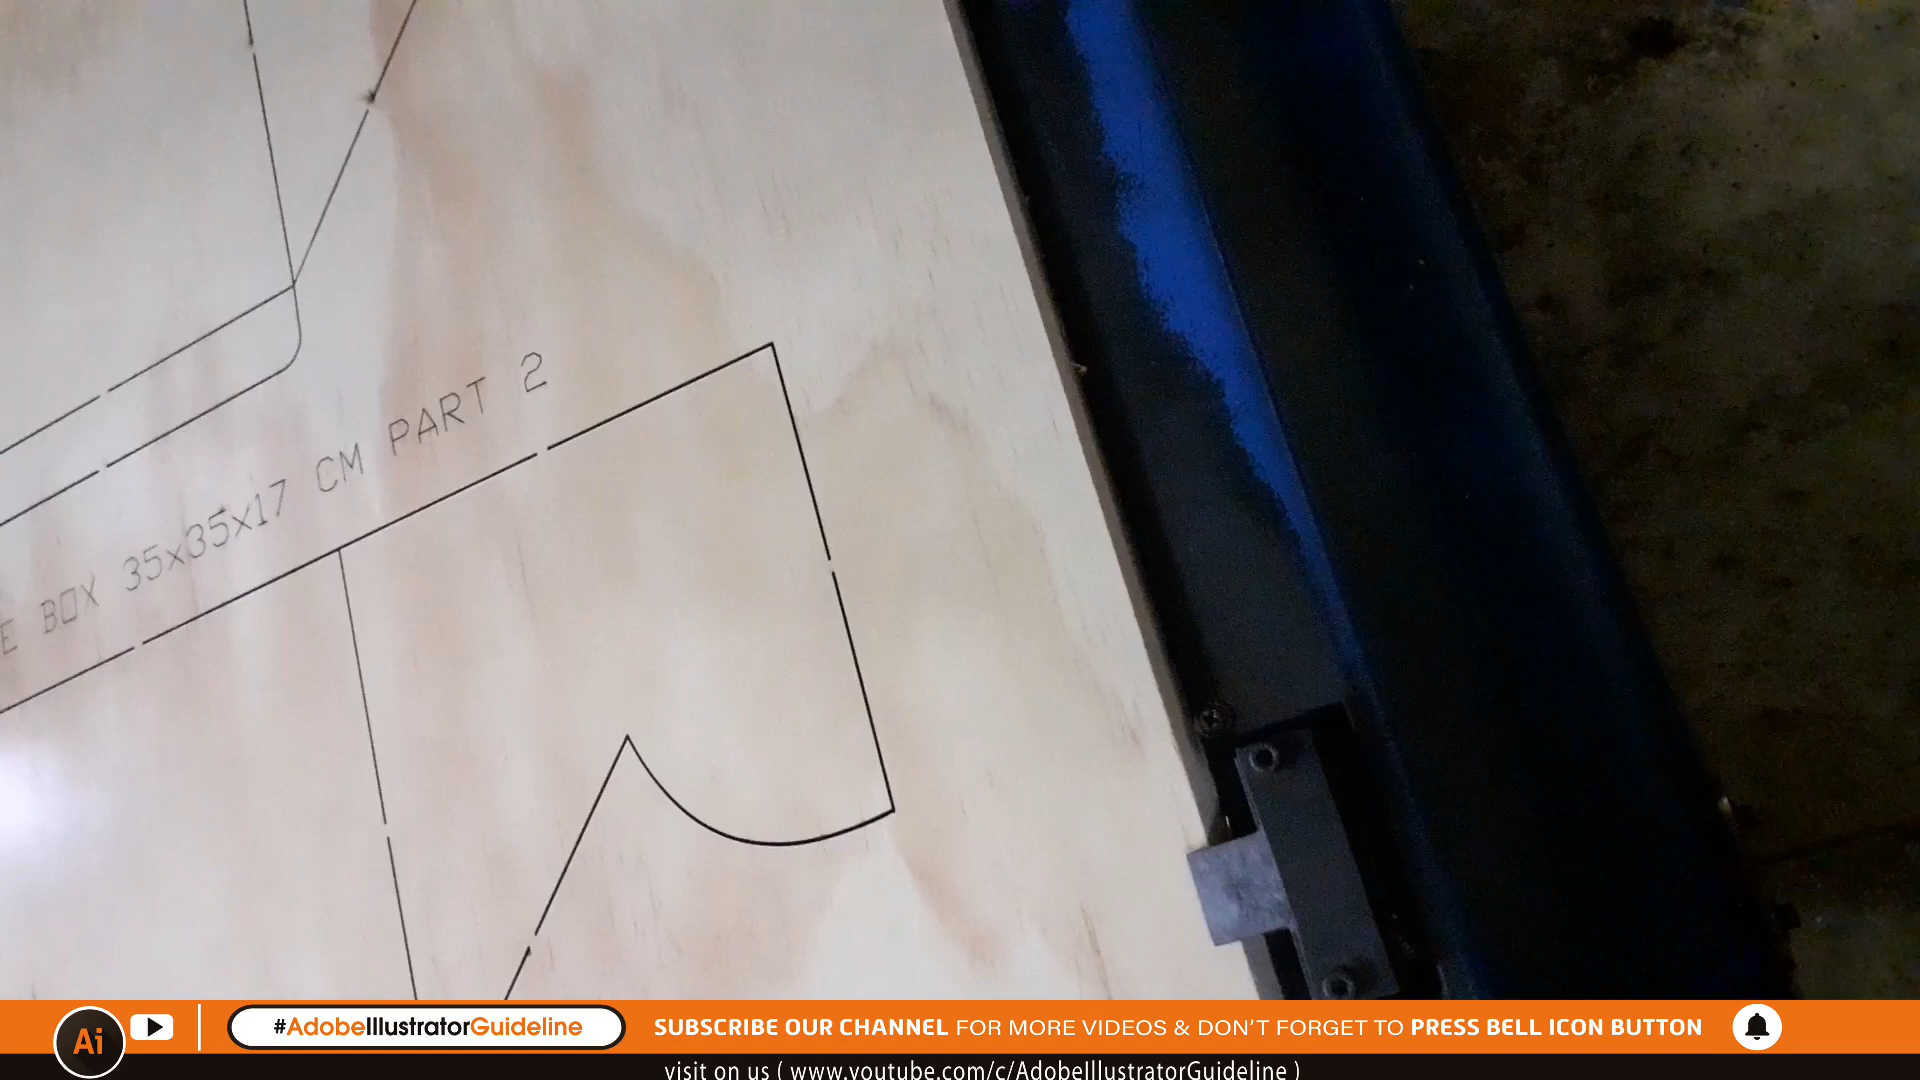 E BOX 35x35x17 CM PART 2
Ai
#AdobeIllustratorGuideline
SUBSCRIBE OUR CHANNEL FOR MORE VIDEOS & DON'T FORGET TO PRESS BELL ICON BUTTON
visit on us ( www.youtube.com/c/AdobeIllustratorGuideline )